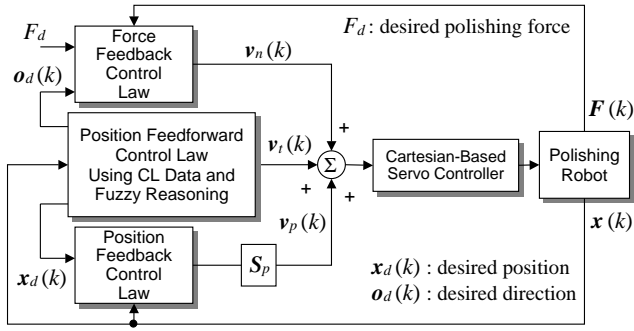 F_d
o_d(k)
Force
Feedback
Control
Law
v_n(k)
F_d : desired polishing force
F(k)
Position Feedforward
Control Law
Using CL Data and
Fuzzy Reasoning
v_t(k)
+
+
+
Σ
Cartesian-Based
Servo Controller
Polishing
Robot
v_p(k)
x(k)
x_d(k)
Position
Feedback
Control
Law
S_p
x_d(k) : desired position
o_d(k) : desired direction